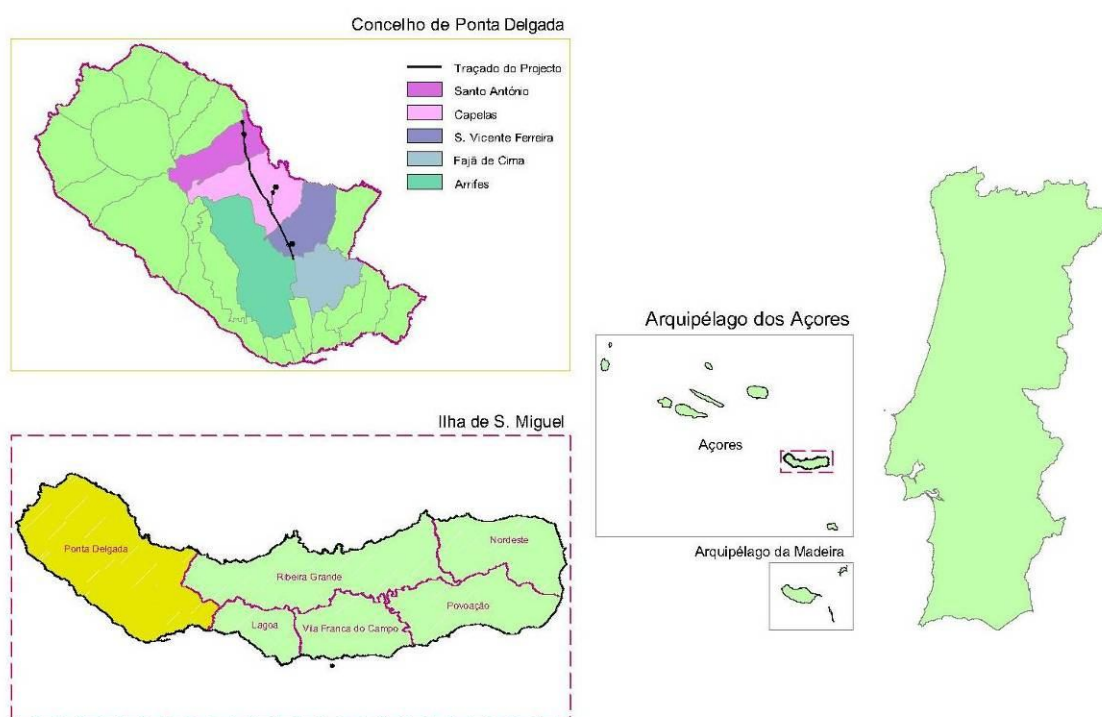 Concelho de Ponta Delgada
Traçado do Projecto
Santo António
Capelas
S. Vicente Ferreira
Fajã de Cima
Arrifes
Arquipélago dos Açores
Açores
Arquipélago da Madeira
Ilha de S. Miguel
Ponta Delgada
Nordeste
Ribeira Grande
Povoação
Lagoa
Vila Franca do Campo